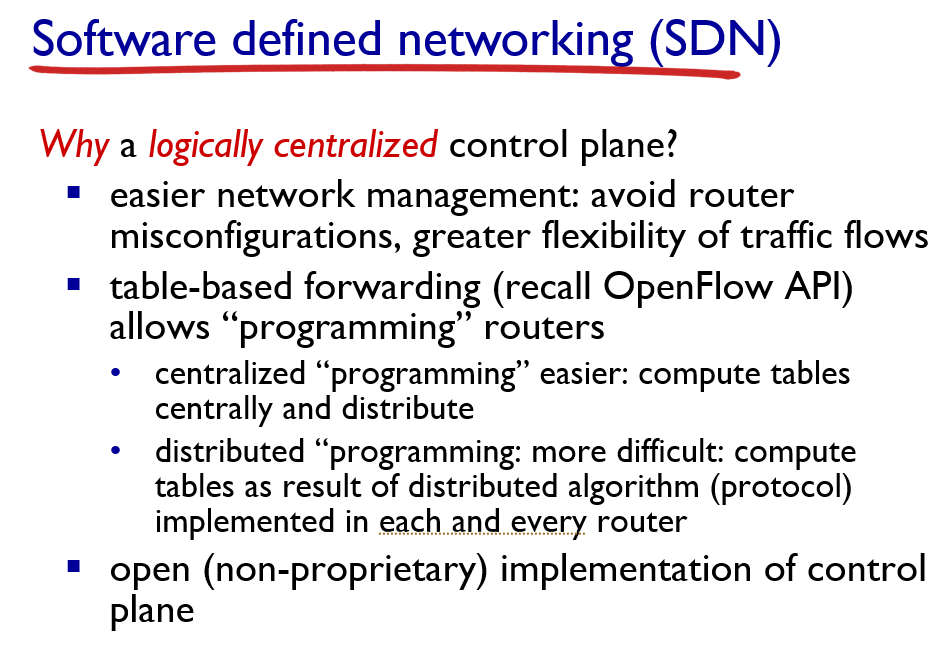 Software defined networking (SDN)
Why a logically centralized control plane?
▪ easier network management: avoid router
misconfigurations, greater flexibility of traffic flows
▪ table-based forwarding (recall OpenFlow API)
allows “programming” routers
• centralized “programming” easier: compute tables
centrally and distribute
• distributed “programming: more difficult: compute
tables as result of distributed algorithm (protocol)
implemented in each and every router
▪ open (non-proprietary) implementation of control
plane